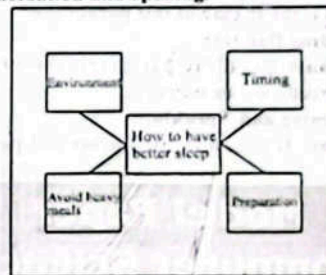 Environment
Timing
How to have
better sleep
Avoid heavy
meals
Preparation